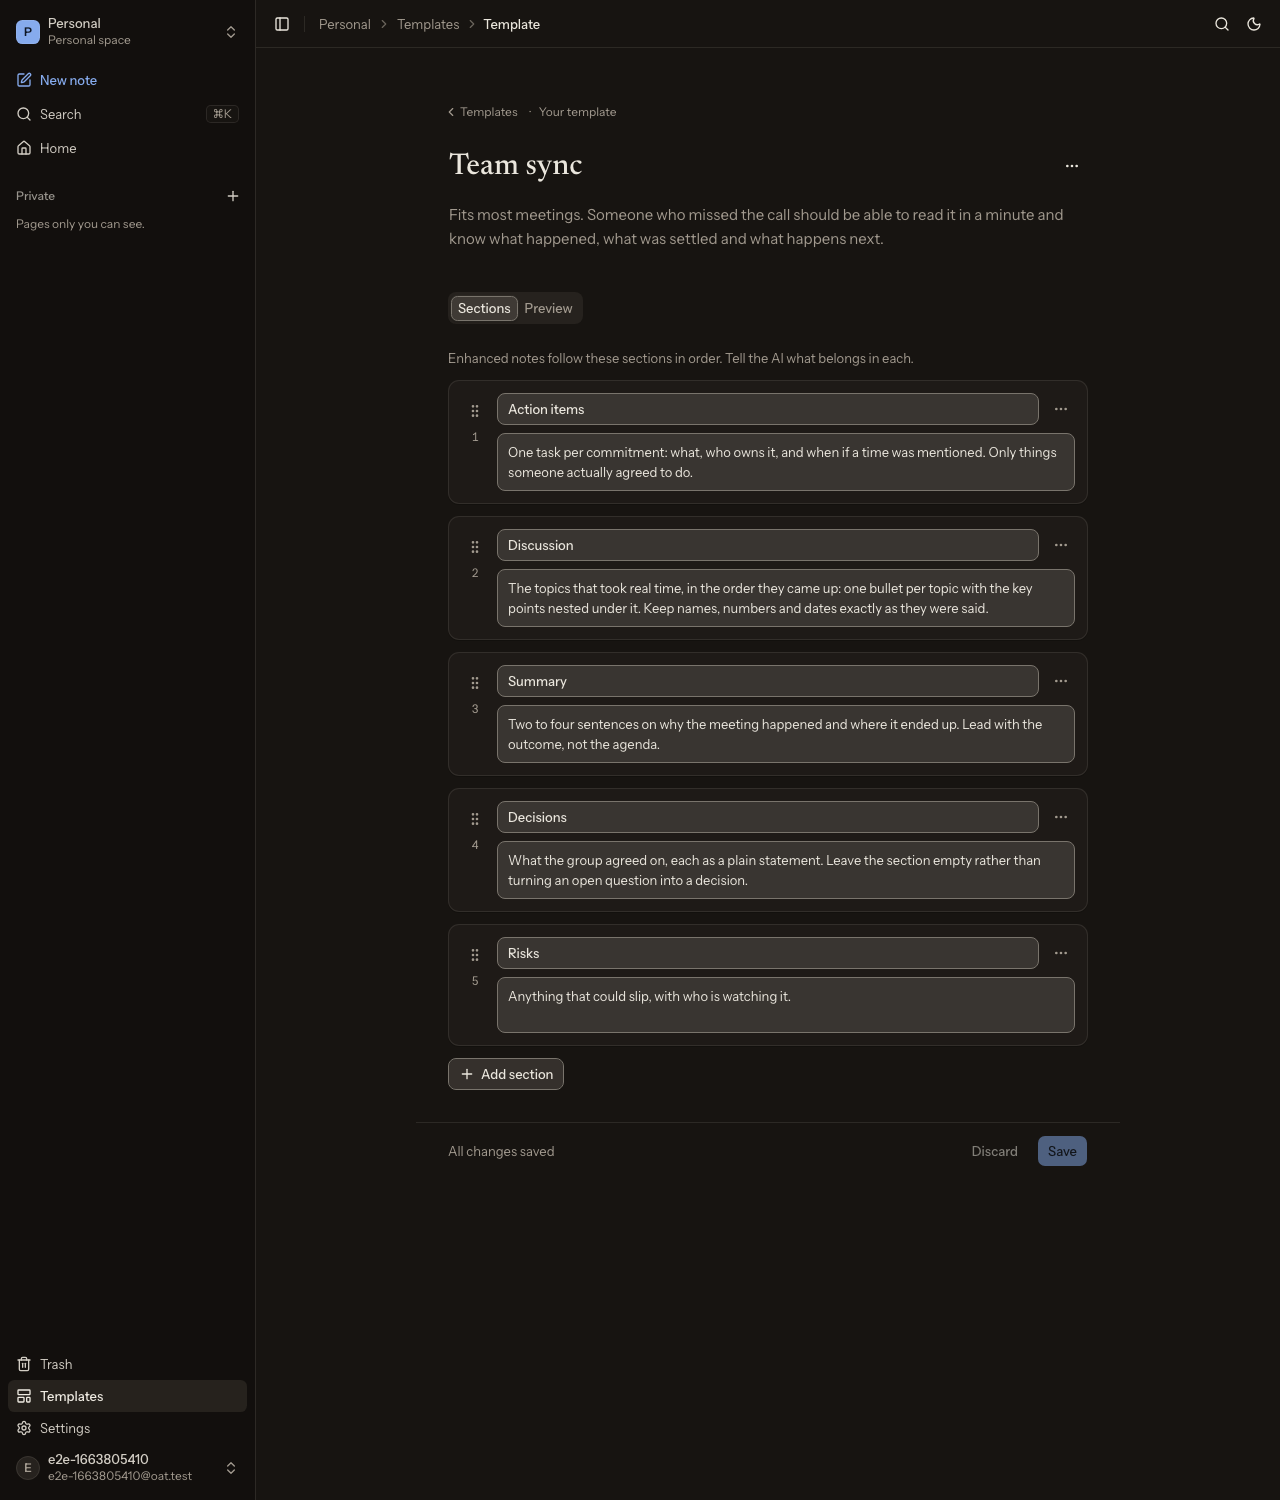 P
Personal
Personal space
New note
Search
⌘K
Home
Private
Pages only you can see.
Trash
Templates
Settings
E
e2e-1663805410
e2e-1663805410@oat.test
Personal
Templates
Template
Templates · Your template
Team sync
Fits most meetings. Someone who missed the call should be able to read it in a minute and
know what happened, what was settled and what happens next.
Sections
Preview
Enhanced notes follow these sections in order. Tell the AI what belongs in each.
Action items
1
One task per commitment: what, who owns it, and when if a time was mentioned. Only things
someone actually agreed to do.
Discussion
2
The topics that took real time, in the order they came up: one bullet per topic with the key
points nested under it. Keep names, numbers and dates exactly as they were said.
Summary
3
Two to four sentences on why the meeting happened and where it ended up. Lead with the
outcome, not the agenda.
Decisions
4
What the group agreed on, each as a plain statement. Leave the section empty rather than
turning an open question into a decision.
Risks
5
Anything that could slip, with who is watching it.
Add section
All changes saved
Discard
Save